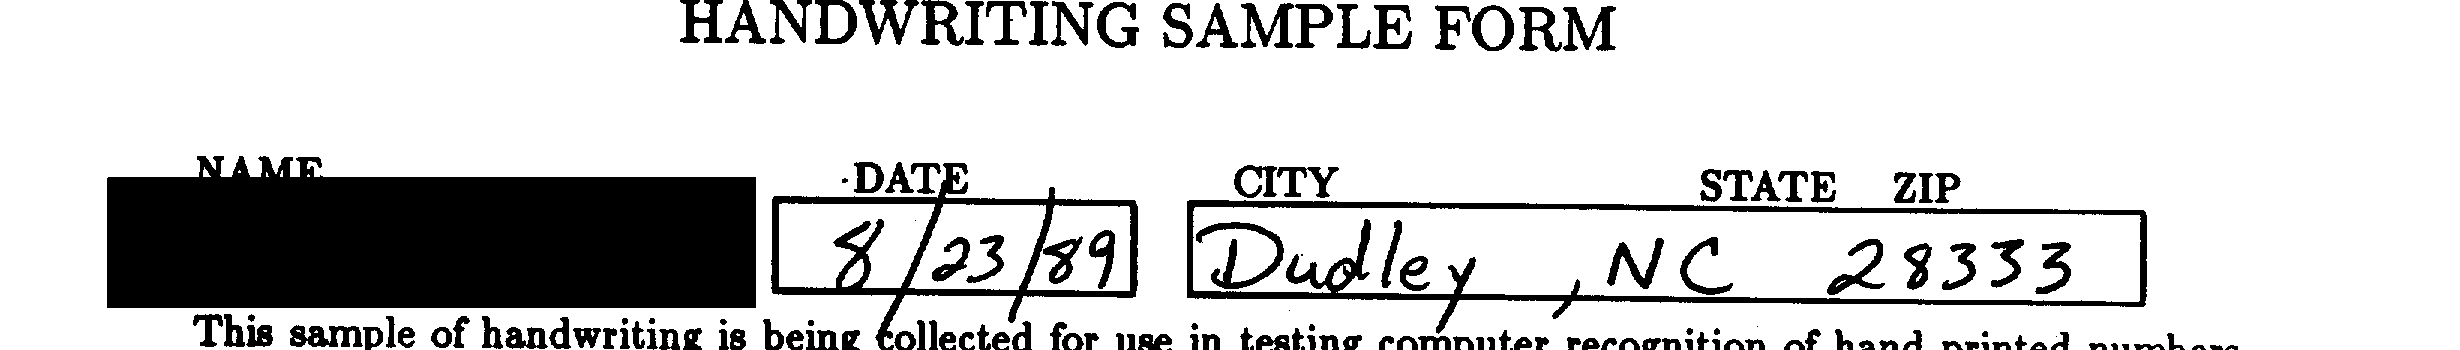 HANDWRITING SAMPLE FORM
NAME DATE CITY STATE ZIP
8/23/89 Dudley, NC 28333
This sample of handwriting is being collected for use in testing computer recognition of hand printed numbers